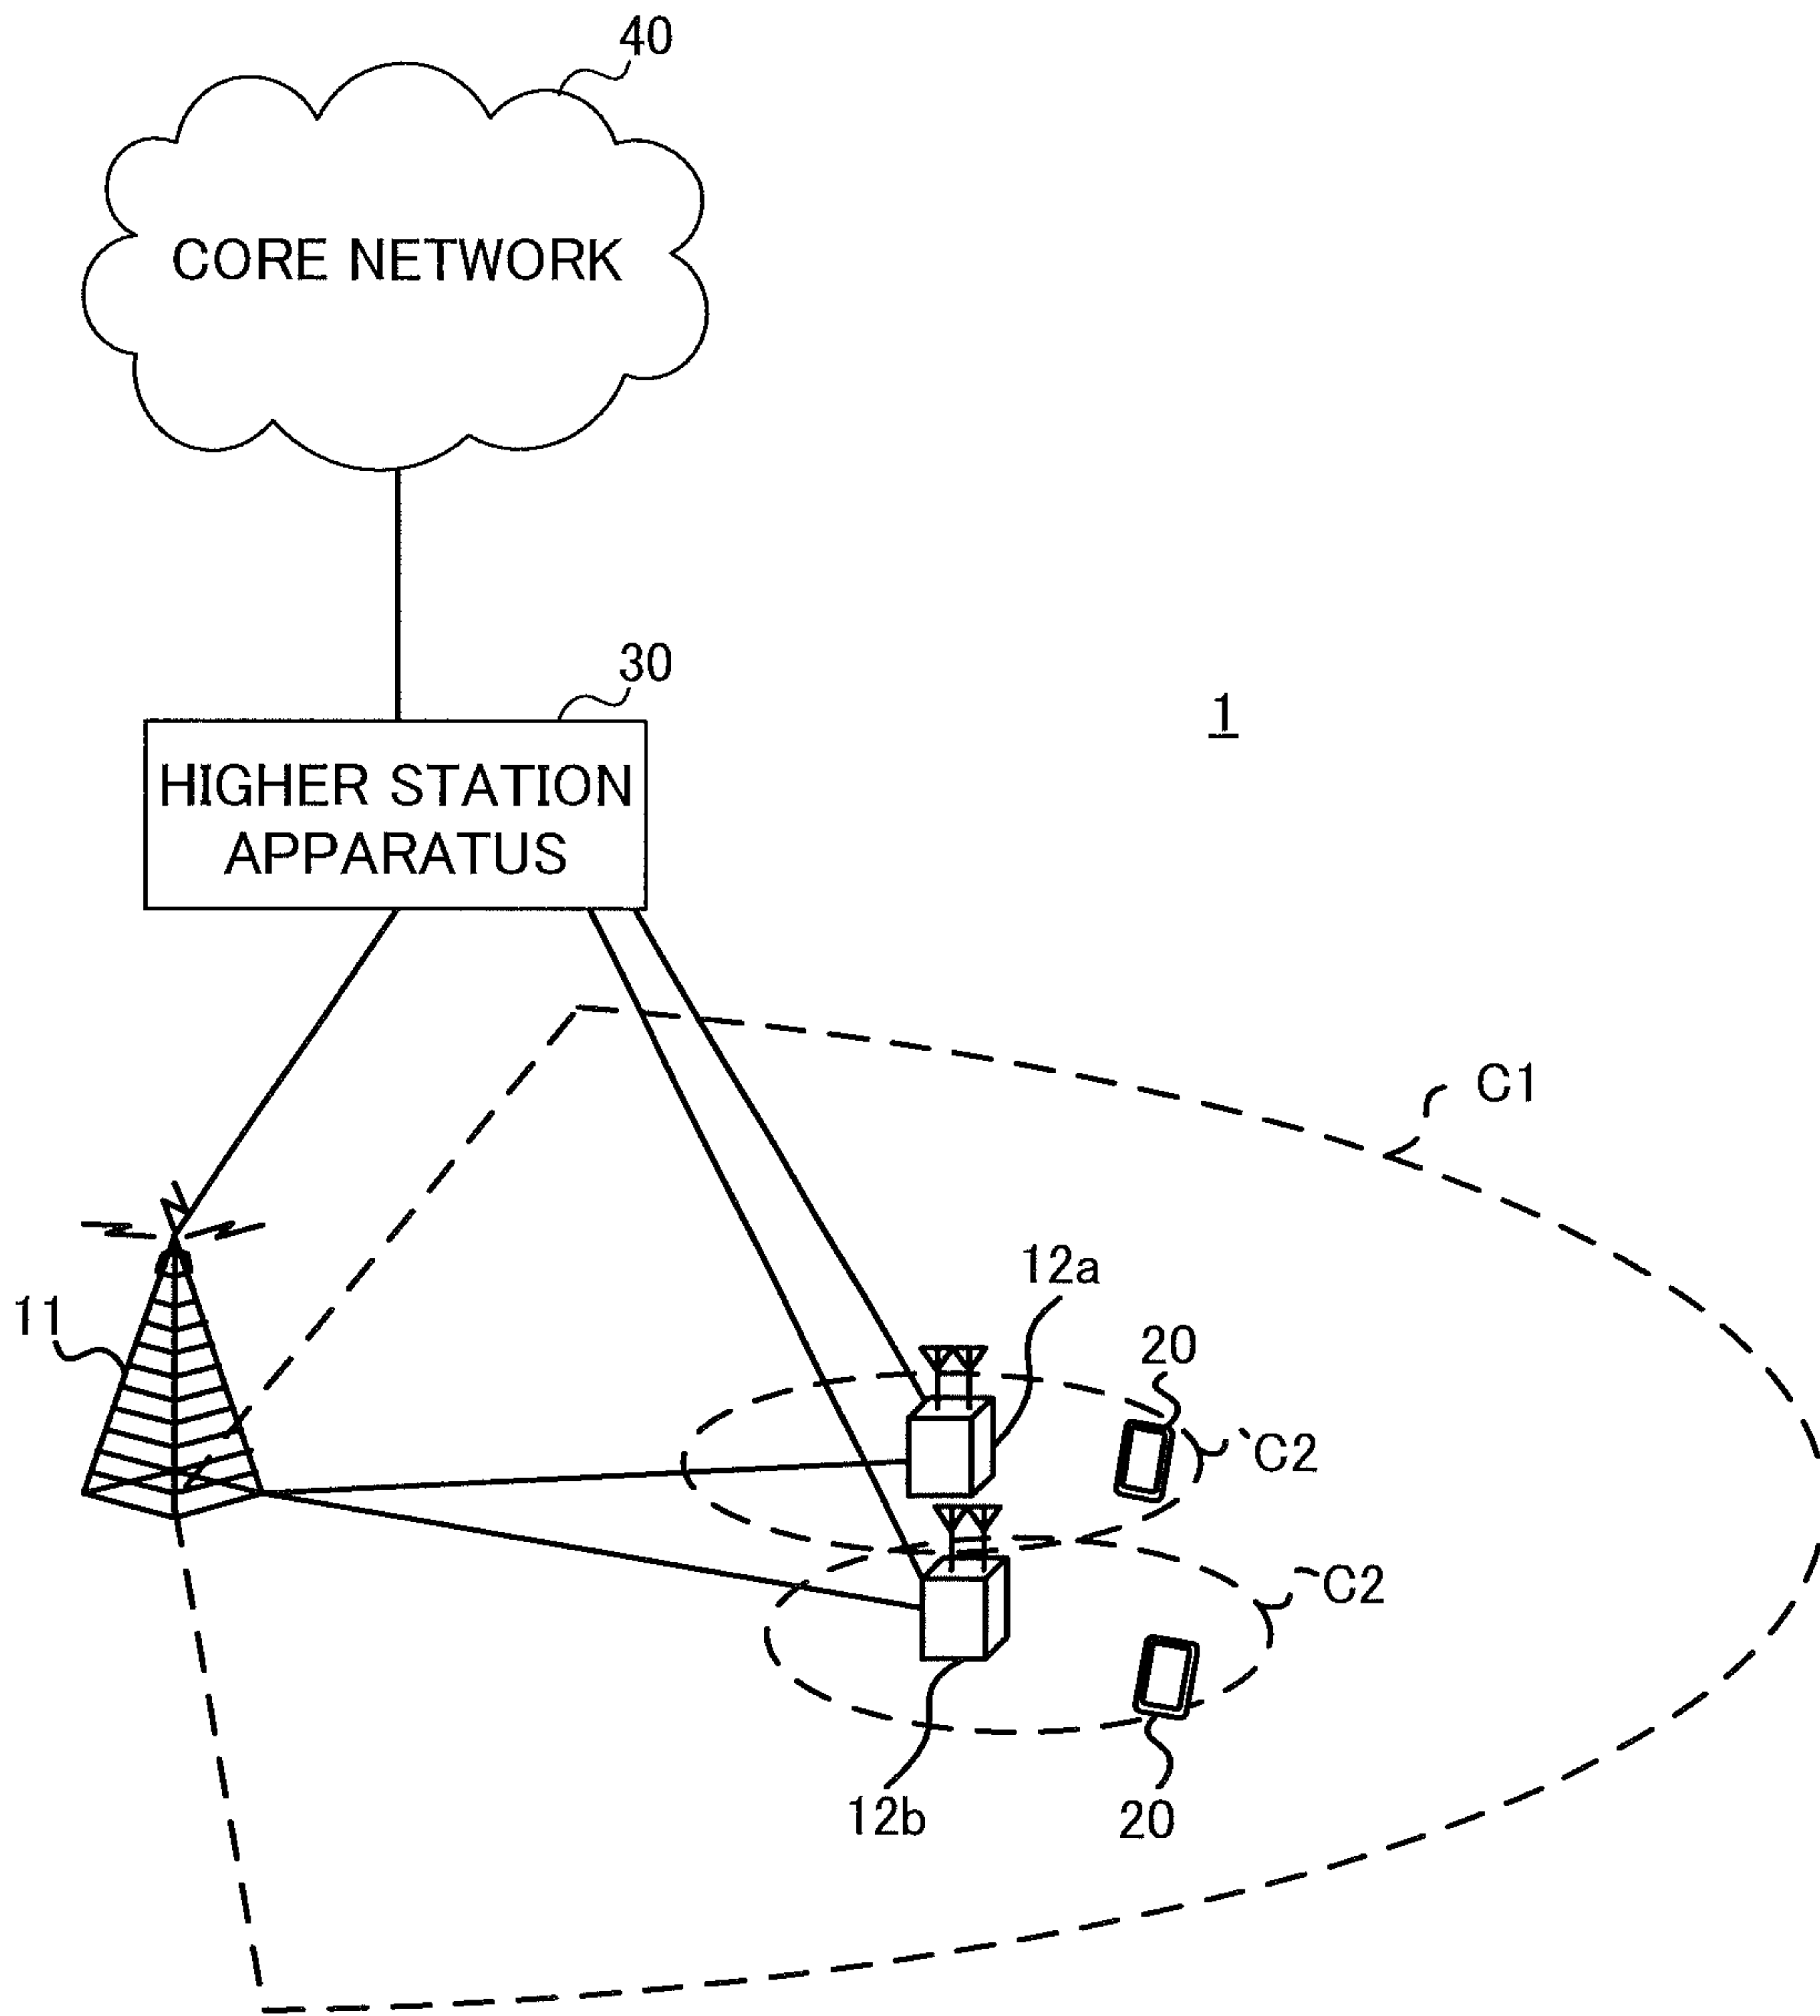 40
CORE NETWORK
30
1
HIGHER STATION
APPARATUS
C1
12a
11
20
C2
C2
12b
20